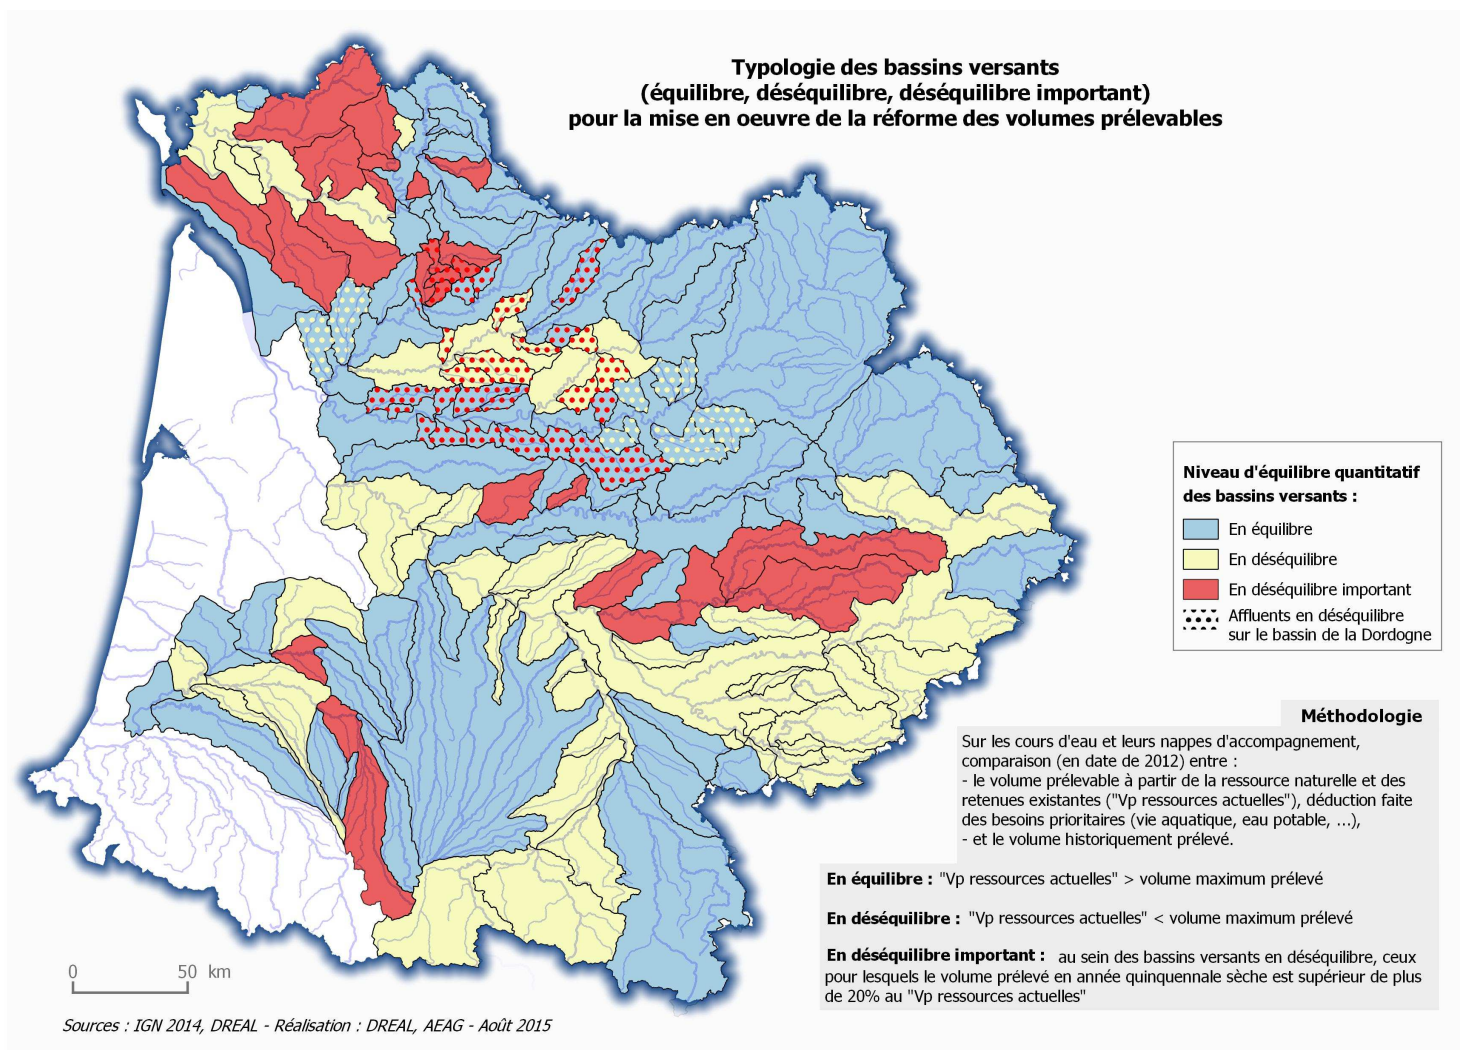 Typologie des bassins versants
(équilibre, déséquilibre, déséquilibre important)
pour la mise en oeuvre de la réforme des volumes prélevables
Niveau d'équilibre quantitatif
des bassins versants :
En équilibre
En déséquilibre
En déséquilibre important
Affluents en déséquilibre
sur le bassin de la Dordogne
Méthodologie
Sur les cours d'eau et leurs nappes d'accompagnement,
comparaison (en date de 2012) entre :
- le volume prélevable à partir de la ressource naturelle et des
retenues existantes ("Vp ressources actuelles"), déduction faite
des besoins prioritaires (vie aquatique, eau potable, ...),
- et le volume historiquement prélevé.
En équilibre : "Vp ressources actuelles" > volume maximum prélevé
En déséquilibre : "Vp ressources actuelles" < volume maximum prélevé
En déséquilibre important : au sein des bassins versants en déséquilibre, ceux
pour lesquels le volume prélevé en année quinquennale sèche est supérieur de plus
de 20% au "Vp ressources actuelles"
0 50 km
Sources : IGN 2014, DREAL - Réalisation : DREAL, AEAG - Août 2015